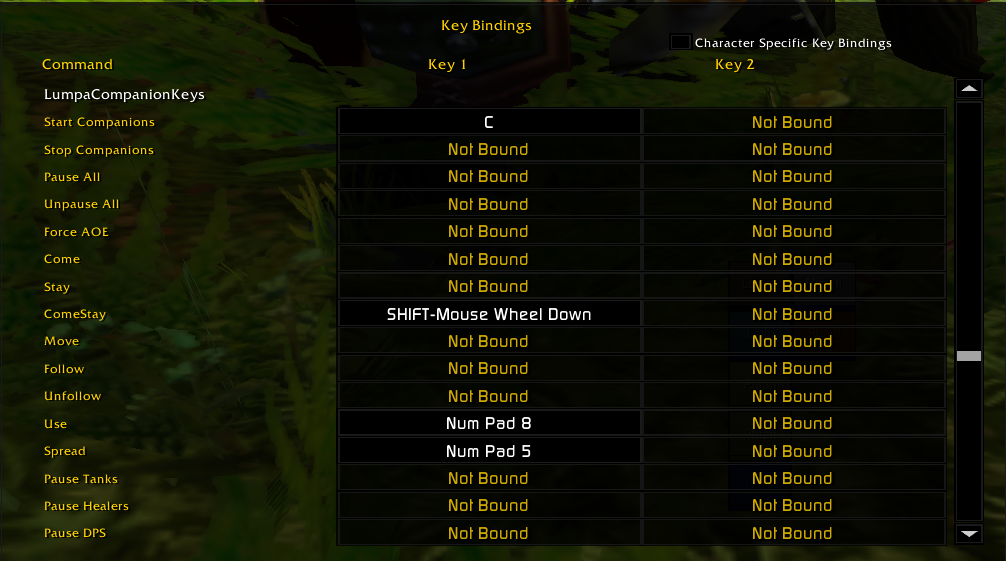 Key Bindings
Character Specific Key Bindings
Command Key 1 Key 2
LumpaCompanionKeys
Start Companions C Not Bound
Stop Companions Not Bound Not Bound
Pause All Not Bound Not Bound
Unpause All Not Bound Not Bound
Force AOE Not Bound Not Bound
Come Not Bound Not Bound
Stay Not Bound Not Bound
ComeStay SHIFT-Mouse Wheel Down Not Bound
Move Not Bound Not Bound
Follow Not Bound Not Bound
Unfollow Not Bound Not Bound
Use Num Pad 8 Not Bound
Spread Num Pad 5 Not Bound
Pause Tanks Not Bound Not Bound
Pause Healers Not Bound Not Bound
Pause DPS Not Bound Not Bound